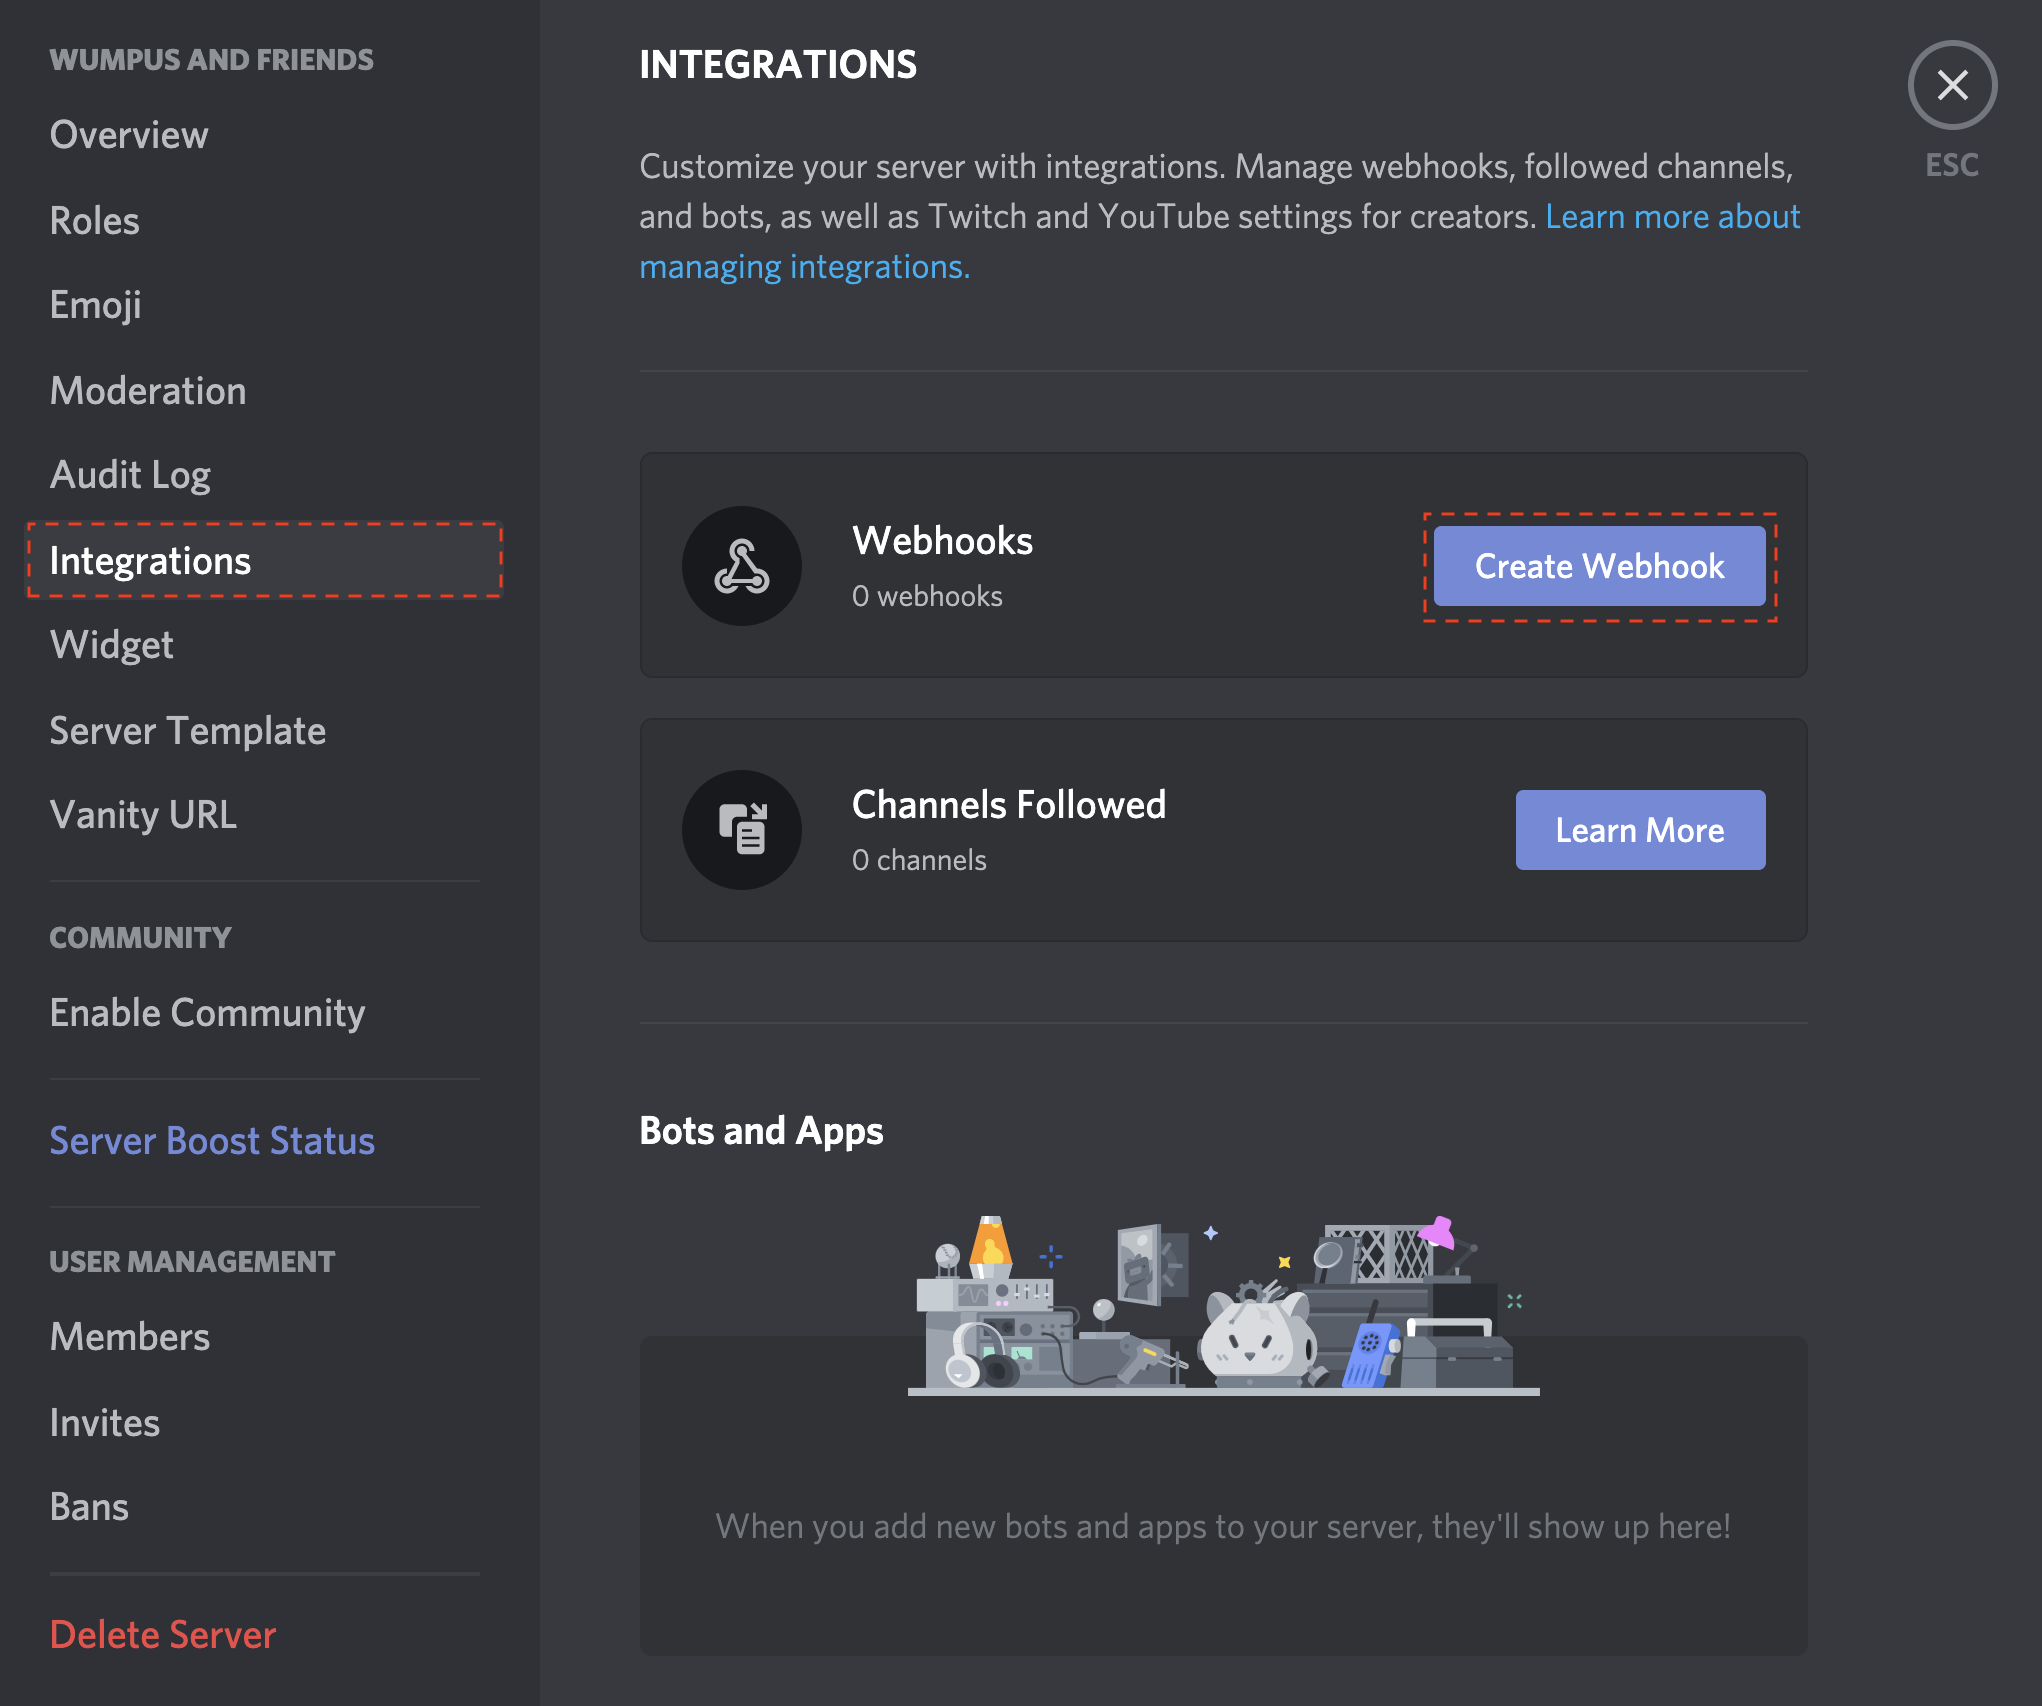 WUMPUS AND FRIENDS
Overview
Roles
Emoji
Moderation
Audit Log
Integrations
Widget
Server Template
Vanity URL
COMMUNITY
Enable Community
Server Boost Status
USER MANAGEMENT
Members
Invites
Bans
Delete Server
INTEGRATIONS
Customize your server with integrations. Manage webhooks, followed channels,
and bots, as well as Twitch and YouTube settings for creators. Learn more about
managing integrations.
Webhooks
0 webhooks
Create Webhook
Channels Followed
0 channels
Learn More
Bots and Apps
When you add new bots and apps to your server, they'll show up here!
ESC